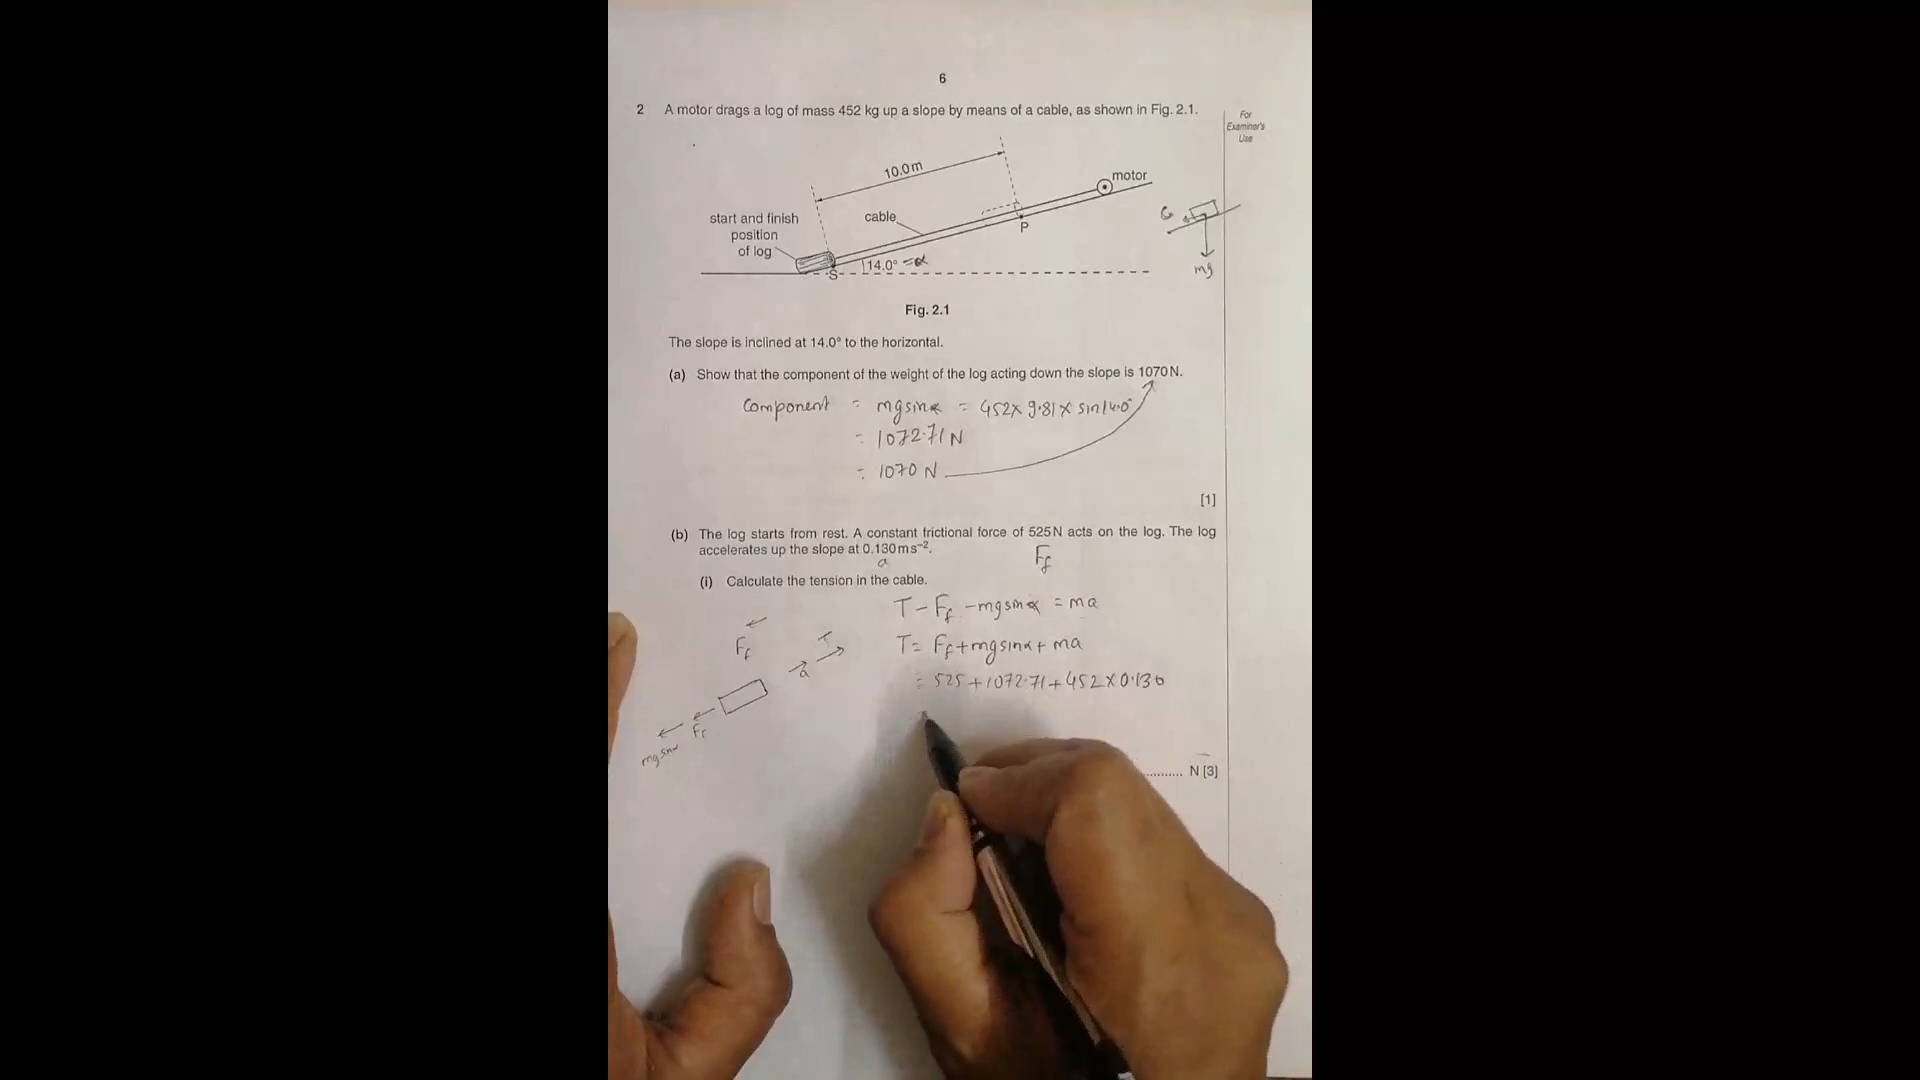 6
2 A motor drags a log of mass 452 kg up a slope by means of a cable, as shown in Fig. 2.1.
For
Examiner's
Use
10.0 m
motor
start and finish
position
of log
cable
P
S
14.0° = α
G
mg
Fig. 2.1
The slope is inclined at 14.0° to the horizontal.
(a) Show that the component of the weight of the log acting down the slope is 1070 N.
Component = mgsinα = 452 × 9.81 × sin14.0°
= 1072.71 N
= 1070 N
[1]
(b) The log starts from rest. A constant frictional force of 525 N acts on the log. The log
accelerates up the slope at 0.130 m s⁻².
a
Ff
(i) Calculate the tension in the cable.
T - Ff - mgsinα = ma
Ff
T
a
T = Ff + mgsinα + ma
= 525 + 1072.71 + 452 × 0.130
Ff
mgsinα
.......... N [3]